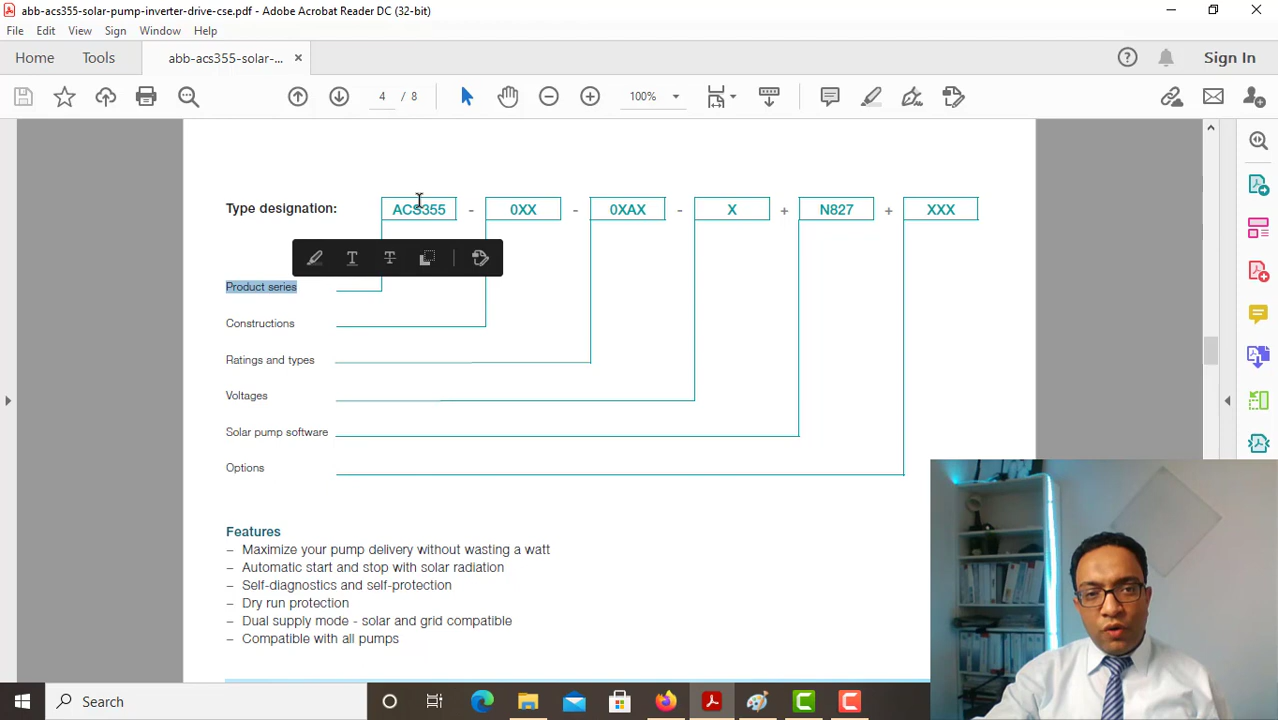 abb-acs355-solar-pump-inverter-drive-cse.pdf - Adobe Acrobat Reader DC (32-bit)
File Edit View Sign Window Help
Home Tools abb-acs355-solar-... × Sign In
4 / 8 100%
Type designation: ACS355 - 0XX - 0XAX - X + N827 + XXX
Product series
Constructions
Ratings and types
Voltages
Solar pump software
Options
Features
– Maximize your pump delivery without wasting a watt
– Automatic start and stop with solar radiation
– Self-diagnostics and self-protection
– Dry run protection
– Dual supply mode - solar and grid compatible
– Compatible with all pumps
Search